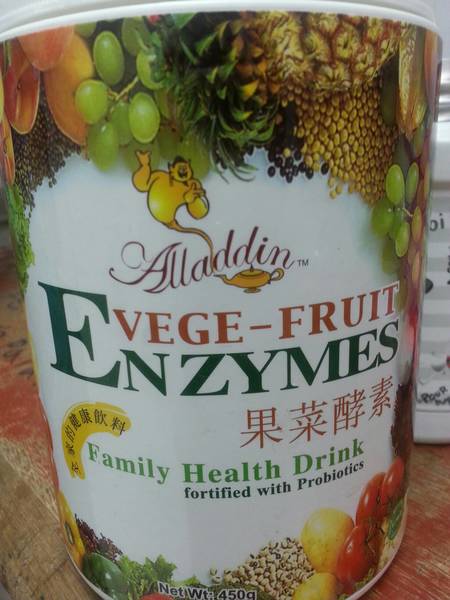 Alladdin™
VEGE-FRUIT
ENZYMES
果菜酵素
全家的健康飲料
Family Health Drink
fortified with Probiotics
Net Wt: 450g